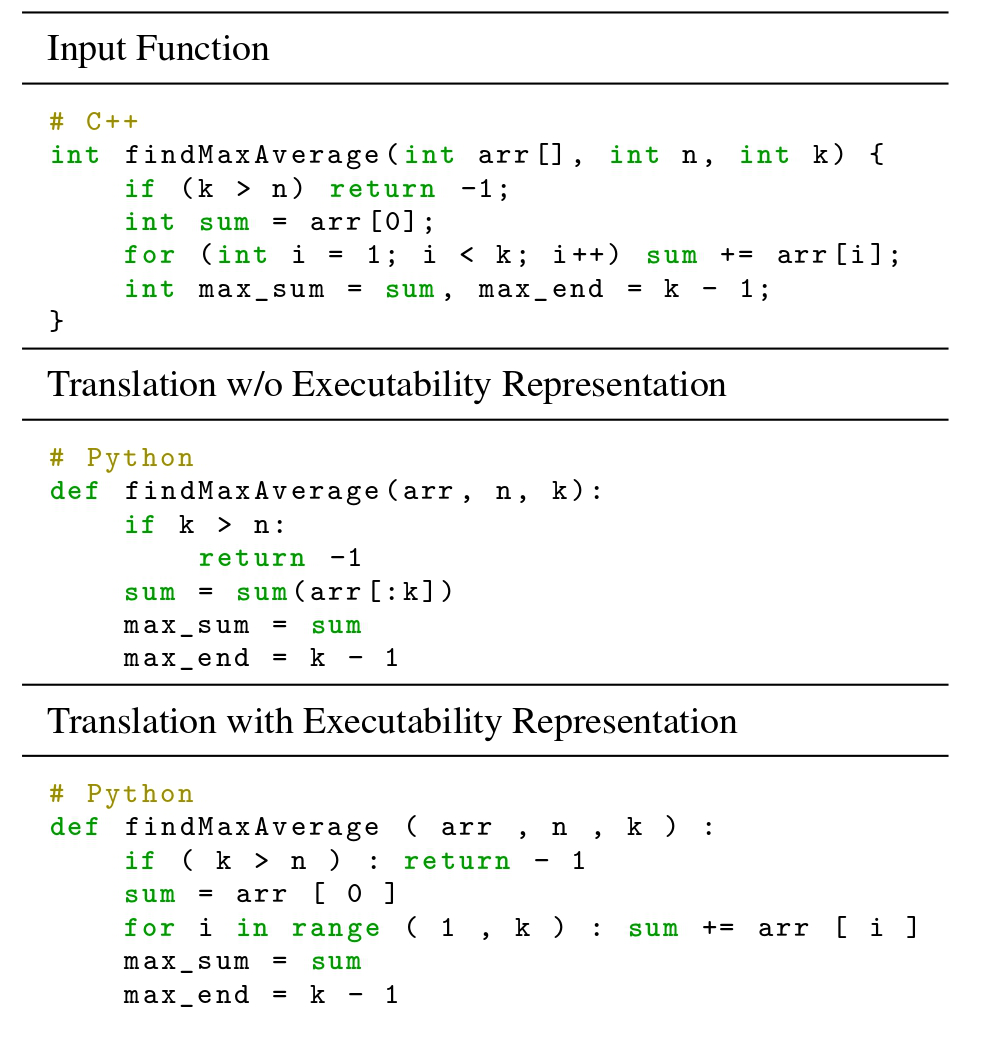 Input Function
# C++
int findMaxAverage(int arr[], int n, int k) {
    if (k > n) return -1;
    int sum = arr[0];
    for (int i = 1; i < k; i++) sum += arr[i];
    int max_sum = sum, max_end = k - 1;
}
Translation w/o Executability Representation
# Python
def findMaxAverage(arr, n, k):
    if k > n:
        return -1
    sum = sum(arr[:k])
    max_sum = sum
    max_end = k - 1
Translation with Executability Representation
# Python
def findMaxAverage ( arr , n , k ) :
    if ( k > n ) : return - 1
    sum = arr [ 0 ]
    for i in range ( 1 , k ) : sum += arr [ i ]
    max_sum = sum
    max_end = k - 1